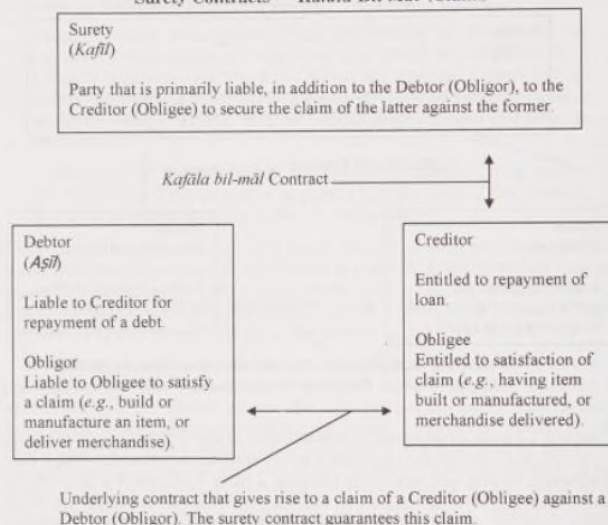 Surety
(Kafīl)
Party that is primarily liable, in addition to the Debtor (Obligor), to the
Creditor (Obligee) to secure the claim of the latter against the former.
Kafāla bil-māl Contract
Debtor
(Aṣīl)
Liable to Creditor for
repayment of a debt.
Obligor
Liable to Obligee to satisfy
a claim (e.g., build or
manufacture an item, or
deliver merchandise).
Creditor
Entitled to repayment of
loan.
Obligee
Entitled to satisfaction of
claim (e.g., having item
built or manufactured, or
merchandise delivered).
Underlying contract that gives rise to a claim of a Creditor (Obligee) against a
Debtor (Obligor). The surety contract guarantees this claim.